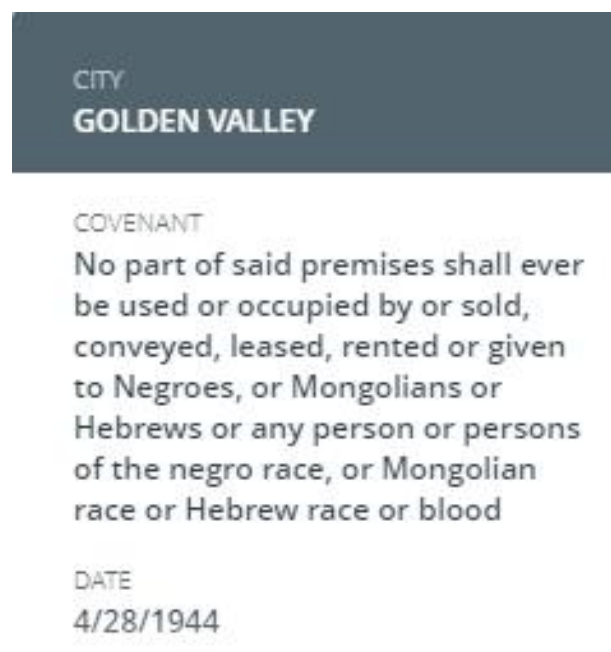 CITY
GOLDEN VALLEY
COVENANT
No part of said premises shall ever
be used or occupied by or sold,
conveyed, leased, rented or given
to Negroes, or Mongolians or
Hebrews or any person or persons
of the negro race, or Mongolian
race or Hebrew race or blood
DATE
4/28/1944